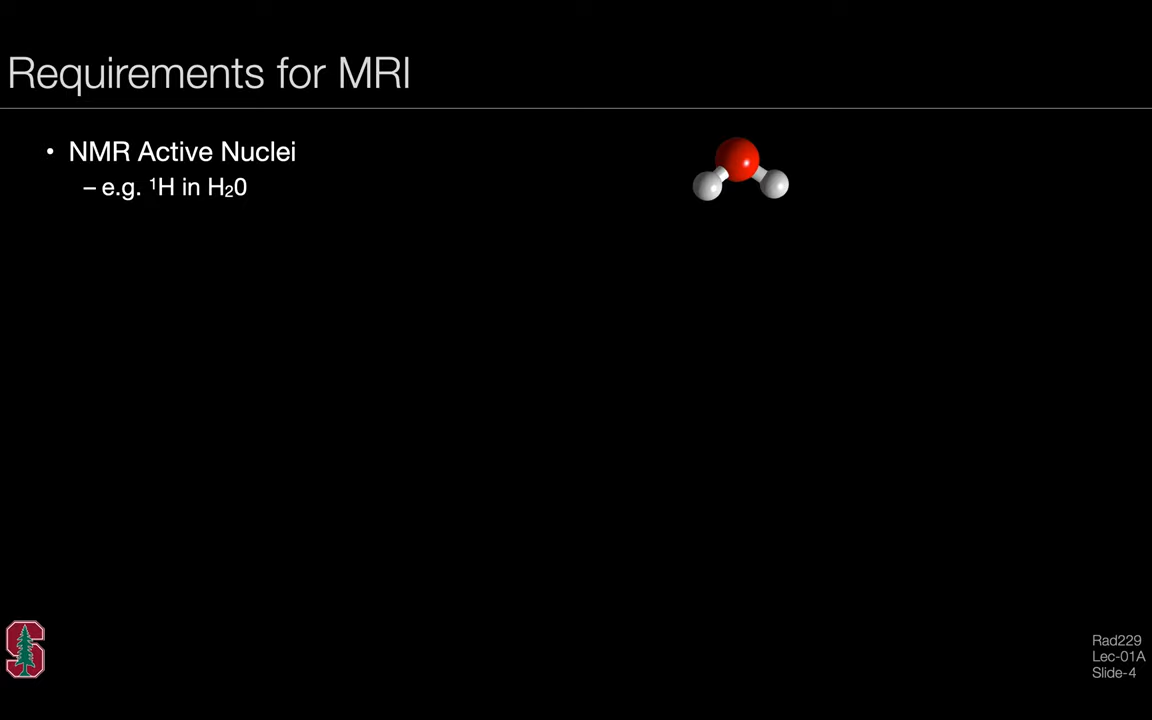 Requirements for MRI
• NMR Active Nuclei
– e.g. ¹H in H₂0
Rad229
Lec-01A
Slide-4